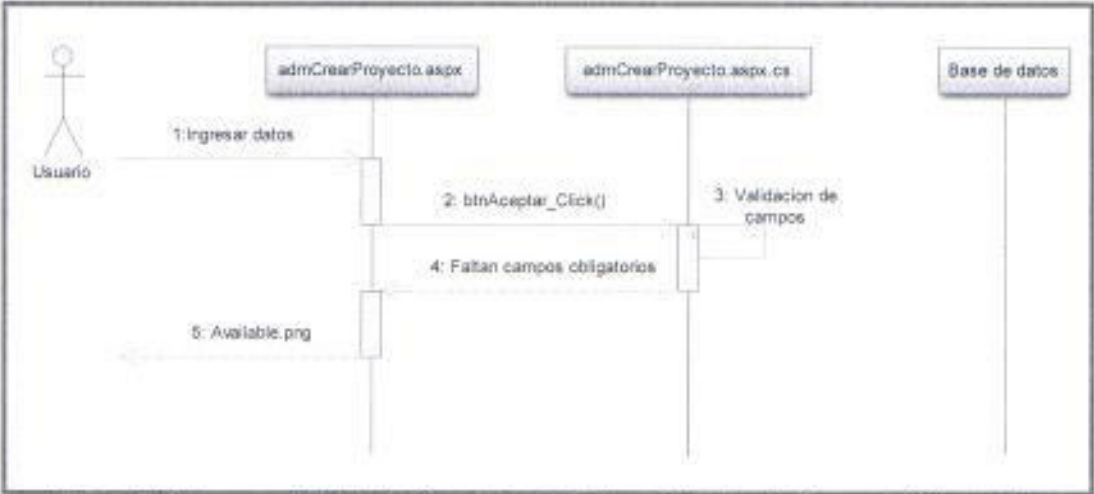 admCrearProyecto.aspx
admCrearProyecto.aspx.cs
Base de datos
Usuario
1:Ingresar datos
2: btnAceptar_Click()
3: Validacion de
campos
4: Faltan campos obligatorios
5: Available.png